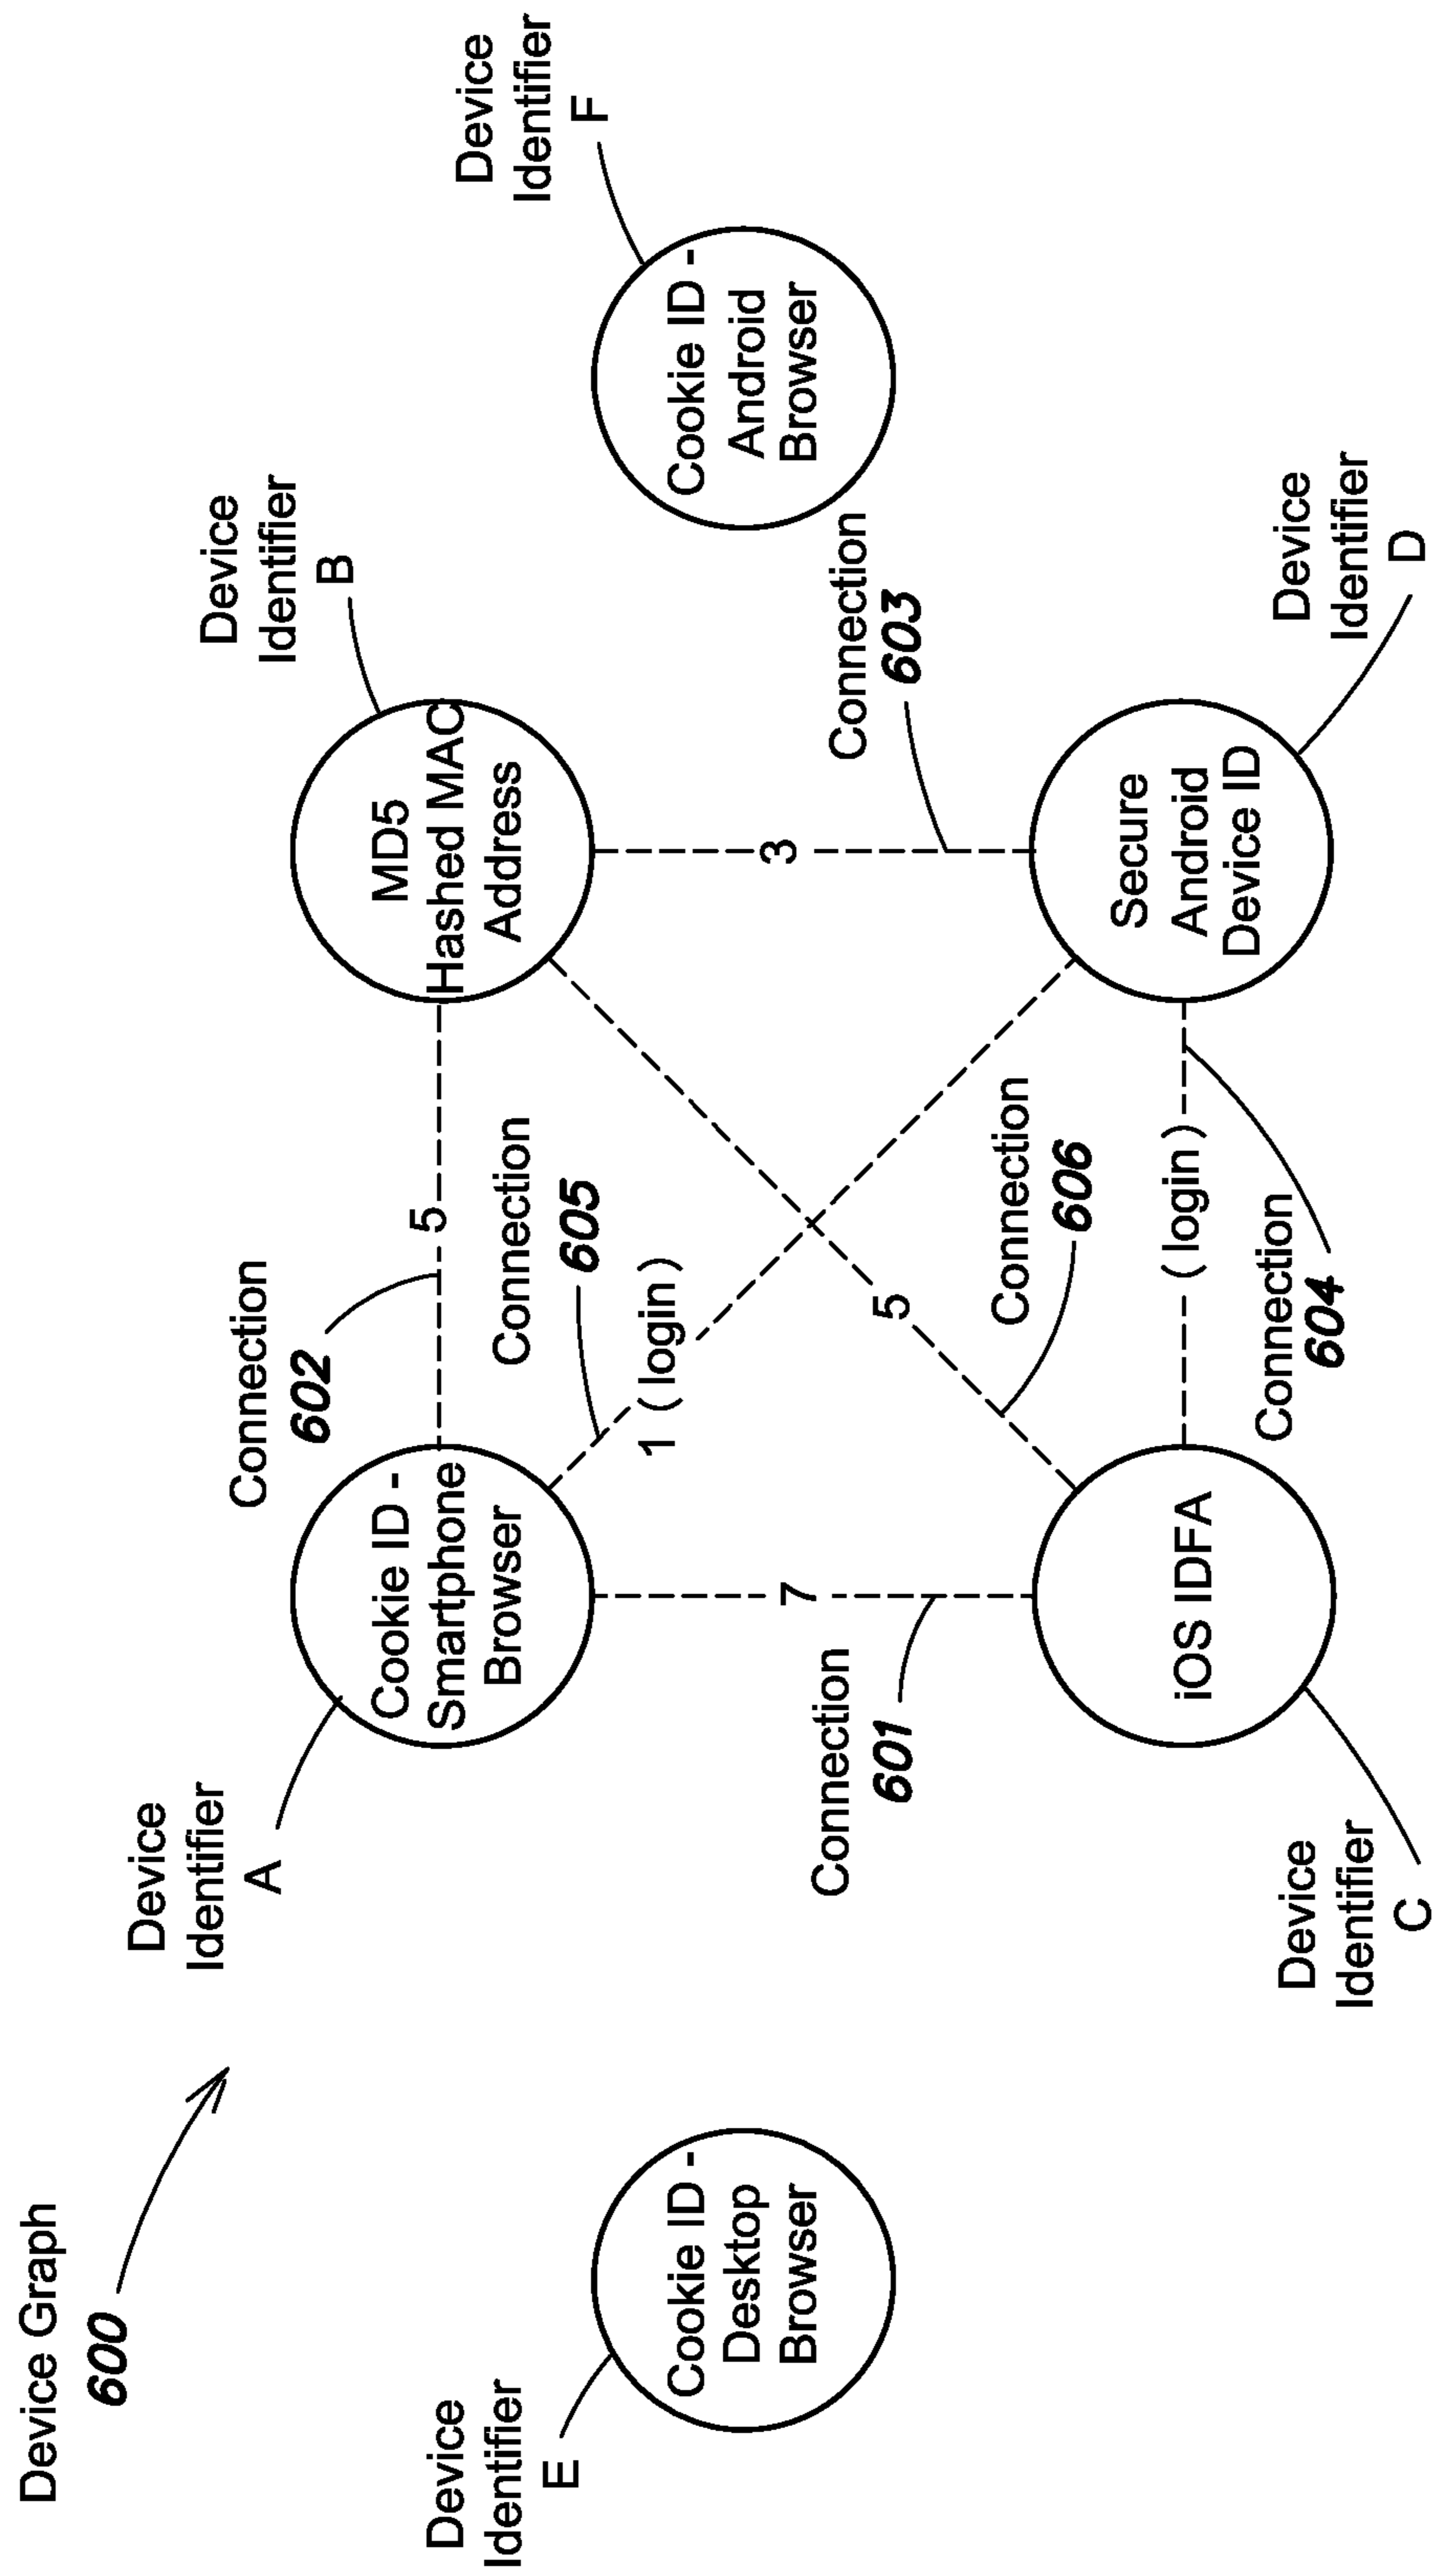 Device Graph
600
Device
Identifier
A
Connection
602
Device
Identifier
B
Cookie ID -
Smartphone
Browser
5
MD5
Hashed MAC
Address
Device
Identifier
E
Cookie ID -
Desktop
Browser
Connection
605
1 ( login )
Device
Identifier
F
Cookie ID -
Android
Browser
Connection
601
7
5
3
Connection
603
Connection
606
iOS IDFA
( login )
Secure
Android
Device ID
Connection
604
Device
Identifier
C
Device
Identifier
D